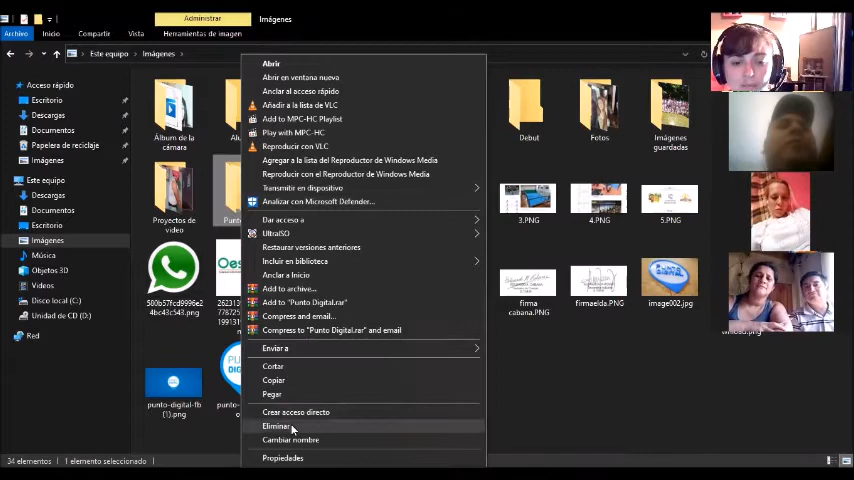 Administrar
Imágenes
Archivo
Inicio
Compartir
Vista
Herramientas de imagen
Este equipo
Imágenes
Acceso rápido
Escritorio
Descargas
Documentos
Papelera de reciclaje
Imágenes
Este equipo
Descargas
Documentos
Escritorio
Imágenes
Música
Objetos 3D
Videos
Disco local (C:)
Unidad de CD (D:)
Red
Álbum de la cámara
Proyectos de video
Punto
580b57cd9996e2
4bc43c543.png
262313
778725
199131
punto-digital-fb
(1).png
punto-
Abrir
Abrir en ventana nueva
Anclar al acceso rápido
Añadir a la lista de VLC
Add to MPC-HC Playlist
Play with MPC-HC
Reproducir con VLC
Agregar a la lista del Reproductor de Windows Media
Reproducir con el Reproductor de Windows Media
Transmitir en dispositivo
Analizar con Microsoft Defender...
Dar acceso a
UltraISO
Restaurar versiones anteriores
Incluir en biblioteca
Anclar a Inicio
Add to archive...
Add to "Punto Digital.rar"
Compress and email...
Compress to "Punto Digital.rar" and email
Enviar a
Cortar
Copiar
Pegar
Crear acceso directo
Eliminar
Cambiar nombre
Propiedades
Debut
Fotos
Imágenes
guardadas
3.PNG
4.PNG
5.PNG
firma
cabana.PNG
firmaelda.PNG
PUNTO
DIGITAL
image002.jpg
34 elementos
1 elemento seleccionado